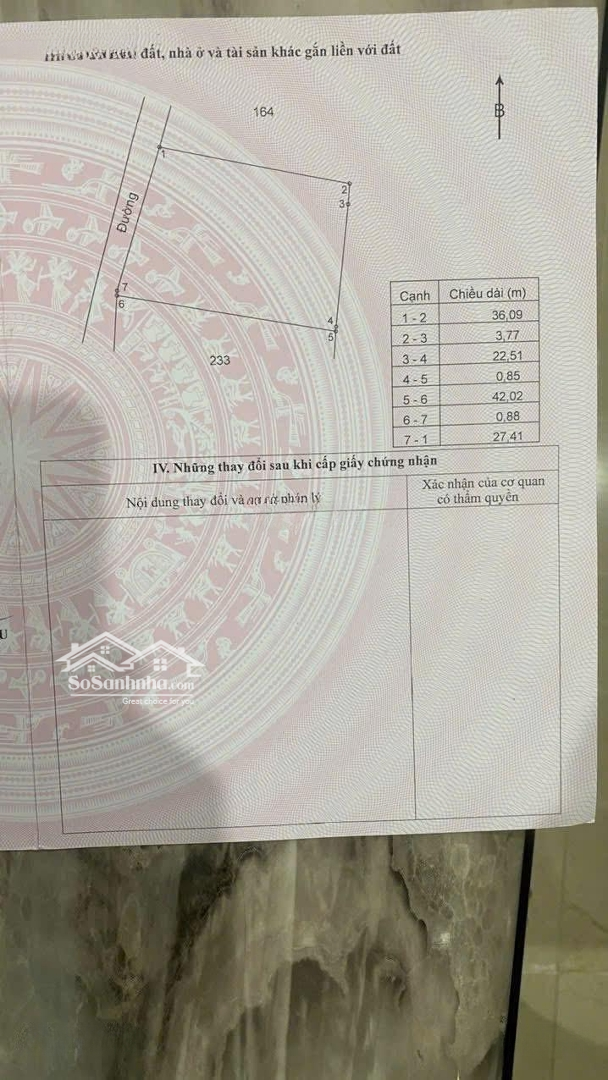 đất, nhà ở và tài sản khác gắn liền với đất
164
B
1
2
3
Đường
7
6
4
5
233
Cạnh Chiều dài (m)
1 - 2 36,09
2 - 3 3,77
3 - 4 22,51
4 - 5 0,85
5 - 6 42,02
6 - 7 0,88
7 - 1 27,41
IV. Những thay đổi sau khi cấp giấy chứng nhận
Nội dung thay đổi và pháp lý
Xác nhận của cơ quan
có thẩm quyền
U
SoSanhnha.com
Great choice for you